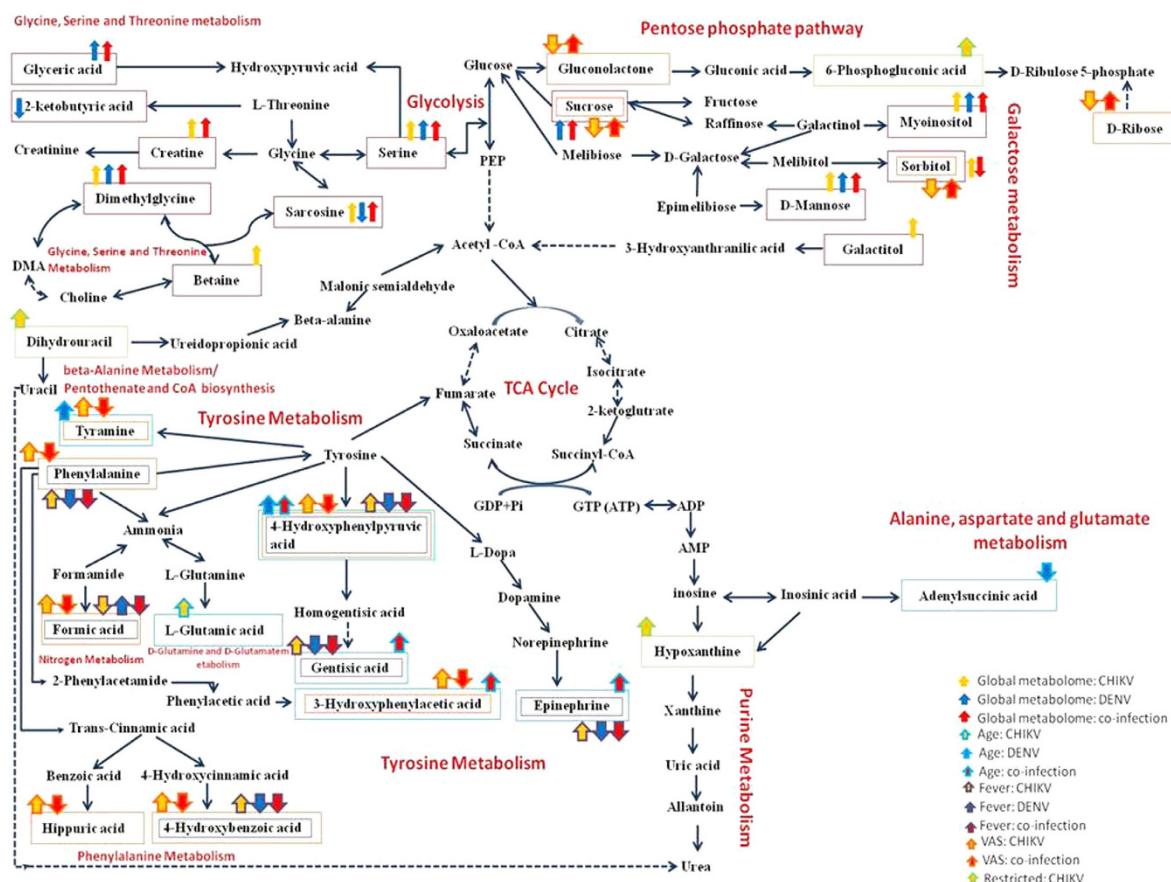 Glycine, Serine and Threonine metabolism
Pentose phosphate pathway
Glyceric acid
Hydroxypyruvic acid
Glucose
Gluconolactone
Gluconic acid
6-Phosphogluconic acid
D-Ribulose 5-phosphate
2-ketobutyric acid
L-Threonine
Glycolysis
Sucrose
Fructose
Raffinose
Galactinol
Myoinositol
D-Ribose
Creatinine
Creatine
Glycine
Serine
PEP
Melibiose
D-Galactose
Melibitol
Sorbitol
Galactose metabolism
Dimethylglycine
Sarcosine
Epimelibiose
D-Mannose
Glycine, Serine and Threonine
Metabolism
DMA
Betaine
Choline
Acetyl -CoA
3-Hydroxyanthranilic acid
Galactitol
Malonic semialdehyde
Beta-alanine
Dihydrouracil
Ureidopropionic acid
Oxaloacetate
Citrate
Isocitrate
TCA Cycle
Fumarate
2-ketoglutrate
Succinate
Succinyl-CoA
Uracil
beta-Alanine Metabolism/
Pentothenate and CoA biosynthesis
Tyrosine Metabolism
Tyramine
Tyrosine
Phenylalanine
GDP+Pi
GTP (ATP)
ADP
Ammonia
4-Hydroxyphenylpyruvic
acid
L-Dopa
AMP
Alanine, aspartate and glutamate
metabolism
Formamide
L-Glutamine
Dopamine
inosine
Inosinic acid
Adenylsuccinic acid
Formic acid
L-Glutamic acid
Homogentisic acid
Norepinephrine
Hypoxanthine
Nitrogen Metabolism
D-Glutamine and D-Glutamatem
etabolism
Gentisic acid
2-Phenylacetamide
Phenylacetic acid
3-Hydroxyphenylacetic acid
Epinephrine
Xanthine
Purine Metabolism
Trans-Cinnamic acid
Tyrosine Metabolism
Uric acid
Benzoic acid
4-Hydroxycinnamic acid
Allantoin
Hippuric acid
4-Hydroxybenzoic acid
Phenylalanine Metabolism
Urea
Global metabolome: CHIKV
Global metabolome: DENV
Global metabolome: co-infection
Age: CHIKV
Age: DENV
Age: co-infection
Fever: CHIKV
Fever: DENV
Fever: co-infection
VAS: CHIKV
VAS: co-infection
Restricted: CHIKV